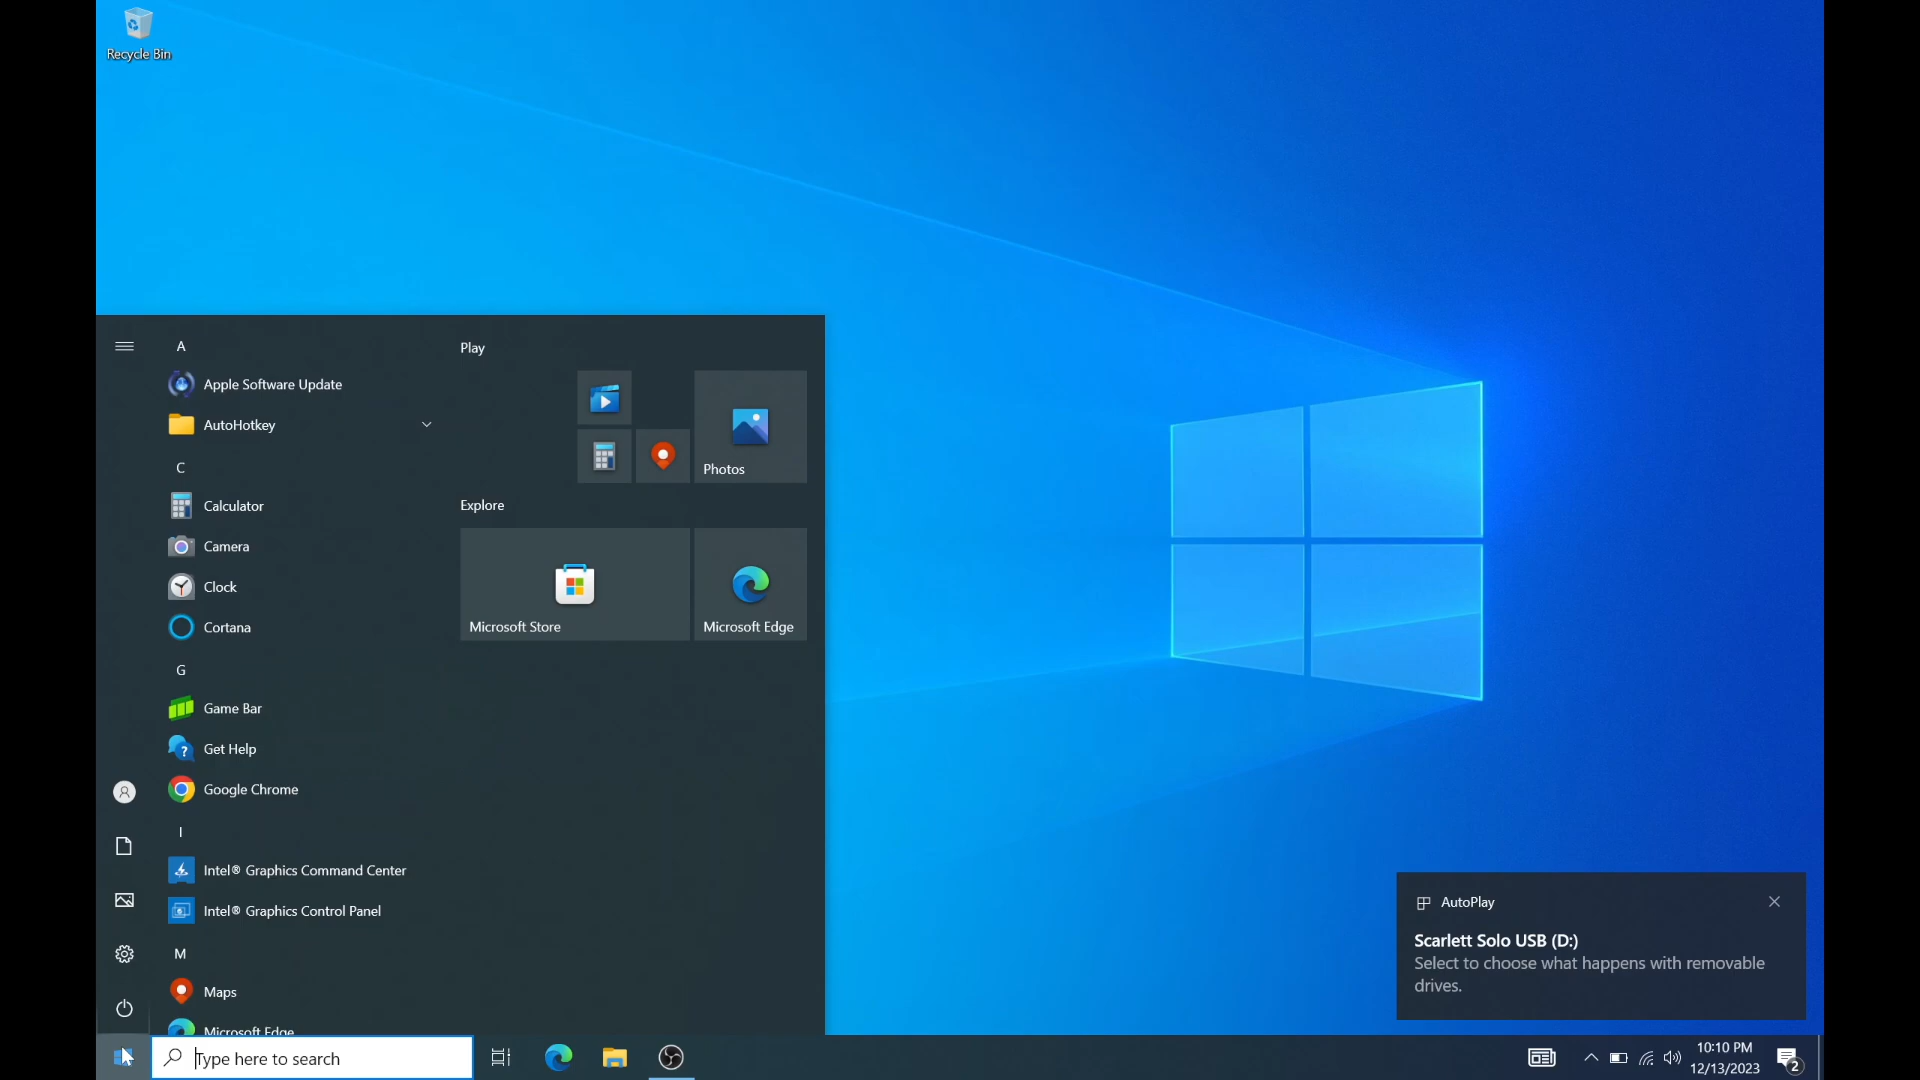 Recycle Bin
A
Apple Software Update
AutoHotkey
C
Calculator
Camera
Clock
Cortana
G
Game Bar
Get Help
Google Chrome
I
Intel® Graphics Command Center
Intel® Graphics Control Panel
M
Maps
Microsoft Edge
Play
Photos
Explore
Microsoft Store
Microsoft Edge
AutoPlay
Scarlett Solo USB (D:)
Select to choose what happens with removable
drives.
Type here to search
10:10 PM
12/13/2023
2